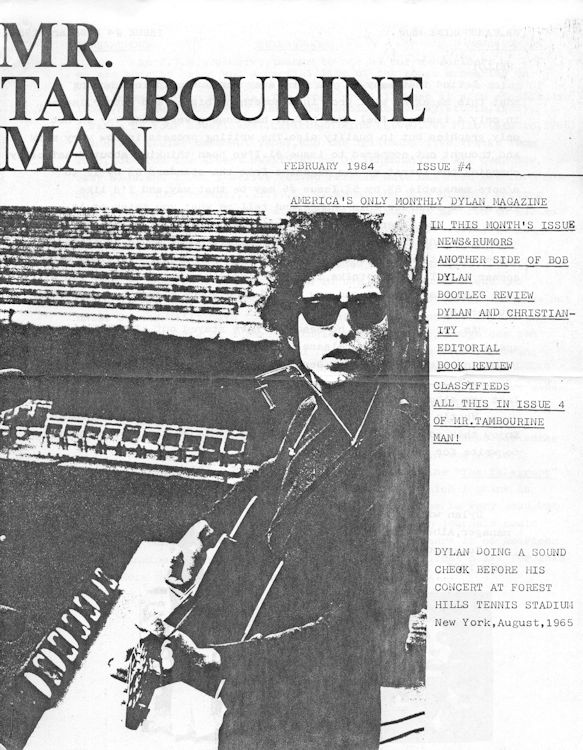 MR.
TAMBOURINE
MAN
FEBRUARY 1984 ISSUE #4
AMERICA'S ONLY MONTHLY DYLAN MAGAZINE
IN THIS MONTH'S ISSUE
NEWS&RUMORS
ANOTHER SIDE OF BOB
DYLAN
BOOTLEG REVIEW
DYLAN AND CHRISTIAN-
ITY
EDITORIAL
BOOK REVIEW
CLASSIFIEDS
ALL THIS IN ISSUE 4
OF MR.TAMBOURINE
MAN!
DYLAN DOING A SOUND
CHECK BEFORE HIS
CONCERT AT FOREST
HILLS TENNIS STADIUM
New York,August,1965